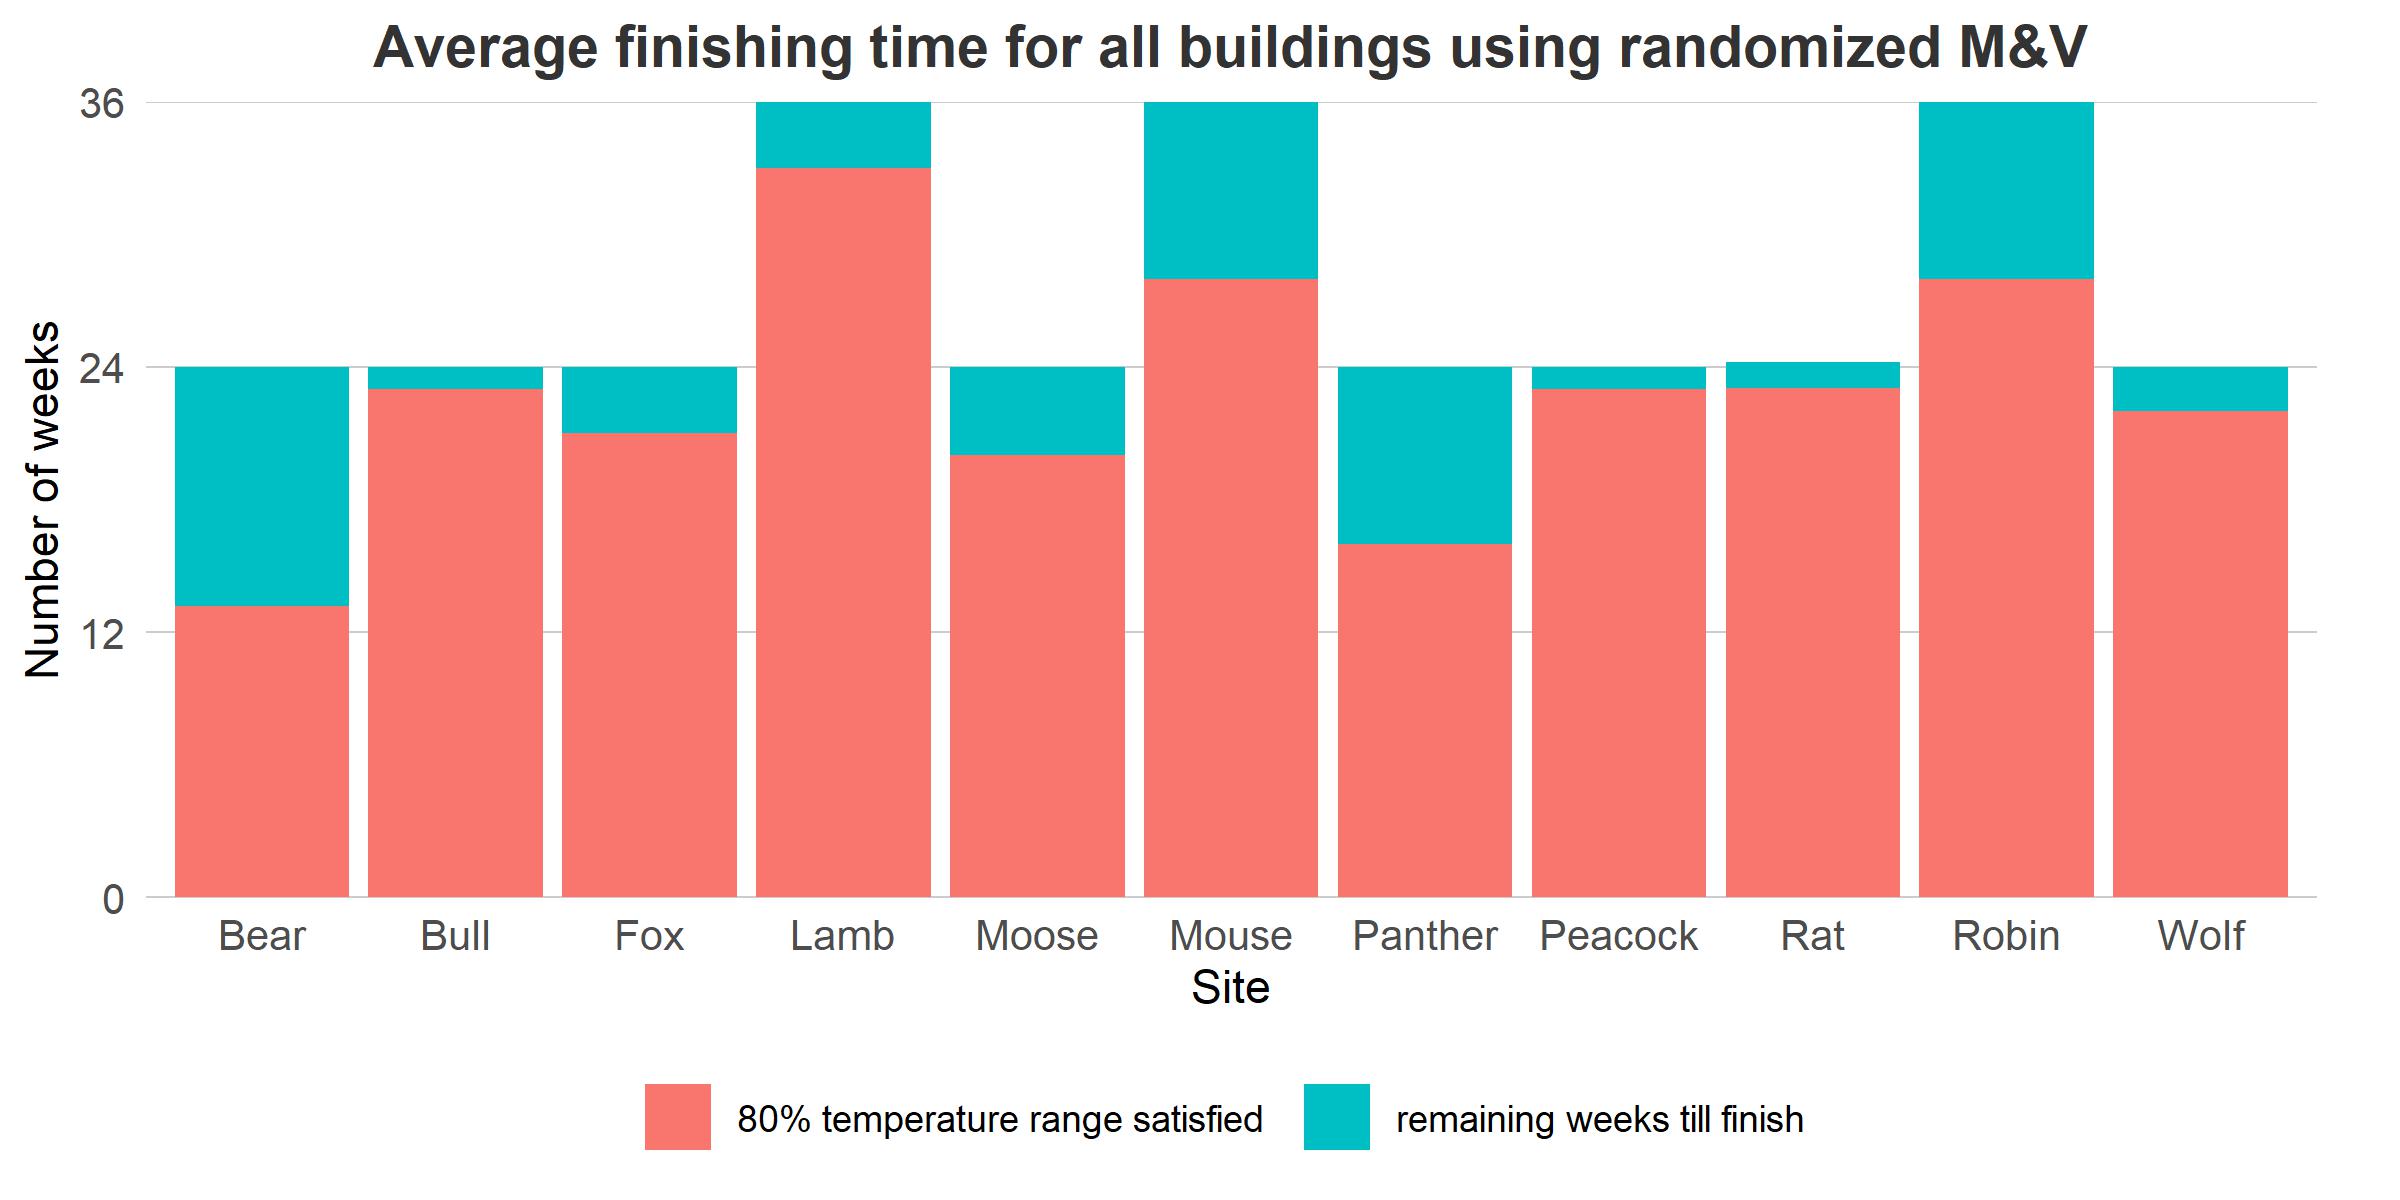 Average finishing time for all buildings using randomized M&V
Number of weeks
36
24
12
0
Bear Bull Fox Lamb Moose Mouse Panther Peacock Rat Robin Wolf
Site
80% temperature range satisfied remaining weeks till finish